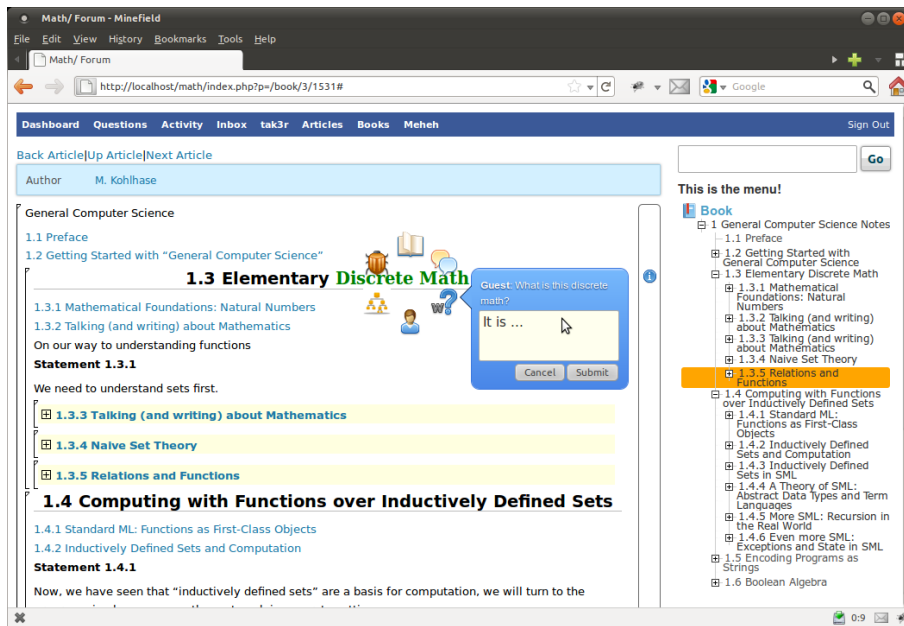 Math/ Forum - Minefield
File Edit View History Bookmarks Tools Help
Math/ Forum
http://localhost/math/index.php?p=/book/3/1531#
Google
Dashboard Questions Activity Inbox tak3r Articles Books Meheh
Sign Out
Back Article|Up Article|Next Article
Author M. Kohlhase
General Computer Science
1.1 Preface
1.2 Getting Started with “General Computer Science”
1.3 Elementary Discrete Math
1.3.1 Mathematical Foundations: Natural Numbers
1.3.2 Talking (and writing) about Mathematics
On our way to understanding functions
Statement 1.3.1
We need to understand sets first.
1.3.3 Talking (and writing) about Mathematics
1.3.4 Naive Set Theory
1.3.5 Relations and Functions
1.4 Computing with Functions over Inductively Defined Sets
1.4.1 Standard ML: Functions as First-Class Objects
1.4.2 Inductively Defined Sets and Computation
Statement 1.4.1
Now, we have seen that “inductively defined sets” are a basis for computation, we will turn to the
w?
Guest, What is this discrete
math?
It is ...
Cancel Submit
Go
This is the menu!
Book
1 General Computer Science Notes
1.1 Preface
1.2 Getting Started with
General Computer Science
1.3 Elementary Discrete Math
1.3.1 Mathematical
Foundations: Natural
Numbers
1.3.2 Talking (and writing)
about Mathematics
1.3.3 Talking (and writing)
about Mathematics
1.3.4 Naive Set Theory
1.3.5 Relations and
Functions
1.4 Computing with Functions
over Inductively Defined Sets
1.4.1 Standard ML:
Functions as First-Class
Objects
1.4.2 Inductively Defined
Sets and Computation
1.4.3 Inductively Defined
Sets in SML
1.4.4 A Theory of SML:
Abstract Data Types and Term
Languages
1.4.5 More SML: Recursion in
the Real World
1.4.6 Even more SML:
Exceptions and State in SML
1.5 Encoding Programs as
Strings
1.6 Boolean Algebra
0:9